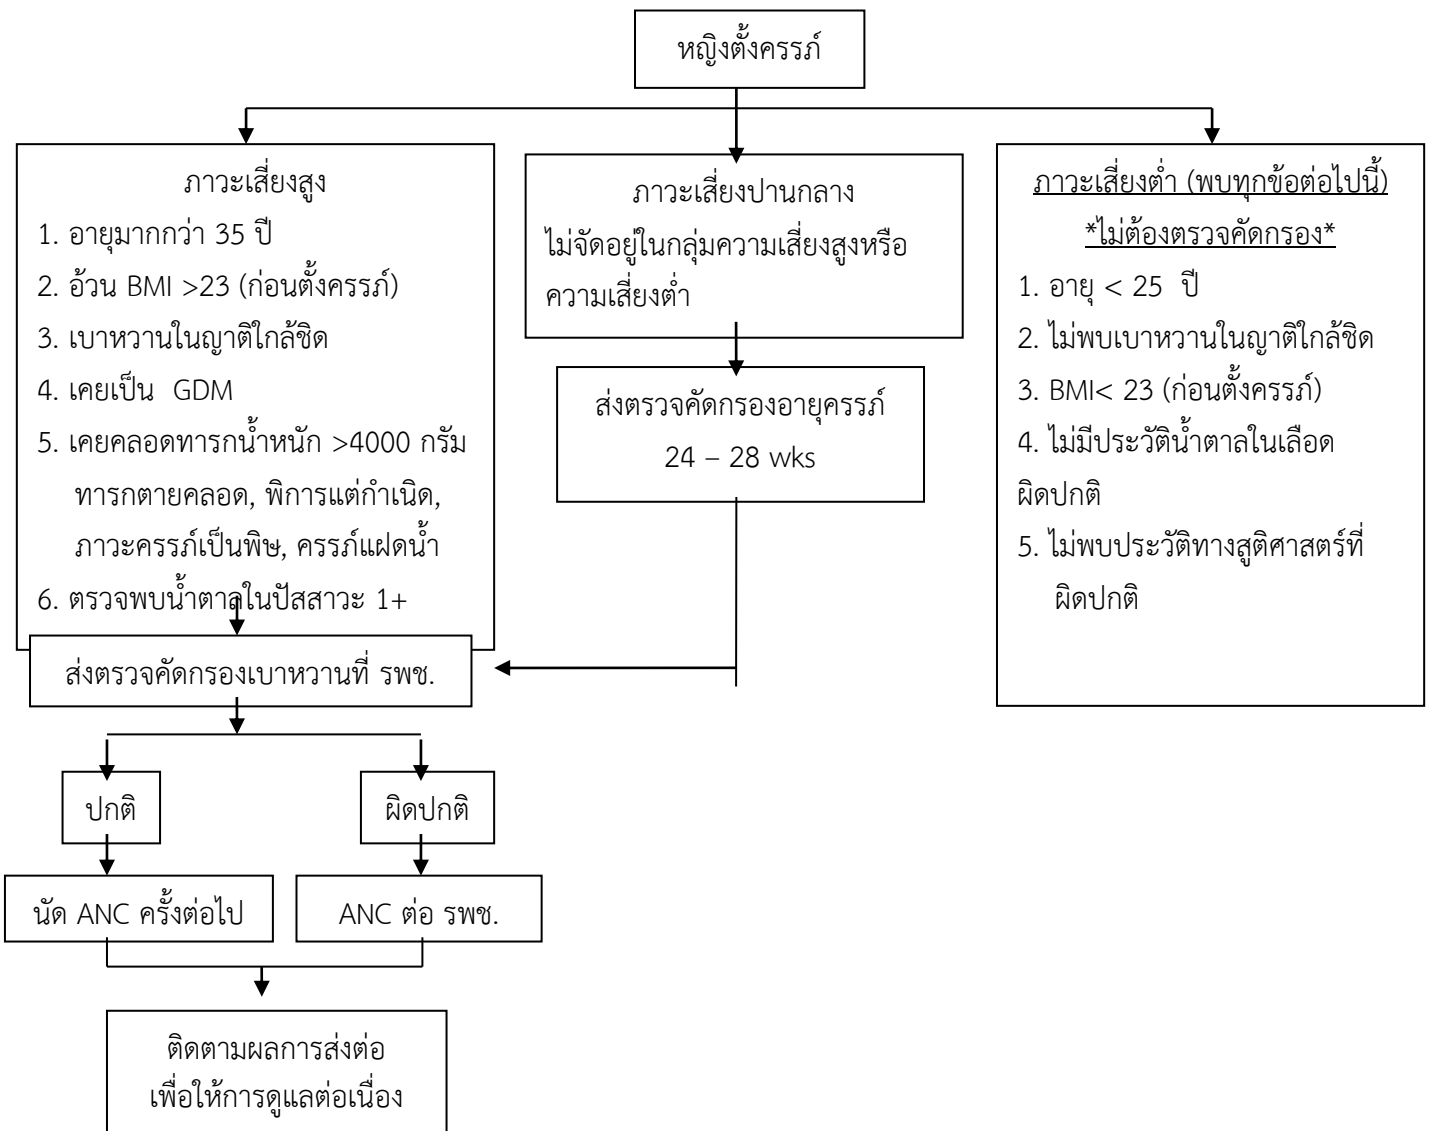 หญิงตั้งครรภ์
ภาวะเสี่ยงสูง
1. อายุมากกว่า 35 ปี
2. อ้วน BMI >23 (ก่อนตั้งครรภ์)
3. เบาหวานในญาติใกล้ชิด
4. เคยเป็น GDM
5. เคยคลอดทารกน้ำหนัก >4000 กรัม
ทารกตายคลอด, พิการแต่กำเนิด,
ภาวะครรภ์เป็นพิษ, ครรภ์แฝดน้ำ
6. ตรวจพบน้ำตาลในปัสสาวะ 1+
ภาวะเสี่ยงปานกลาง
ไม่จัดอยู่ในกลุ่มความเสี่ยงสูงหรือ
ความเสี่ยงต่ำ
ส่งตรวจคัดกรองอายุครรภ์
24 – 28 wks
ภาวะเสี่ยงต่ำ (พบทุกข้อต่อไปนี้)
*ไม่ต้องตรวจคัดกรอง*
1. อายุ < 25 ปี
2. ไม่พบเบาหวานในญาติใกล้ชิด
3. BMI< 23 (ก่อนตั้งครรภ์)
4. ไม่มีประวัติน้ำตาลในเลือด
ผิดปกติ
5. ไม่พบประวัติทางสูติศาสตร์ที่
ผิดปกติ
ส่งตรวจคัดกรองเบาหวานที่ รพช.
ปกติ
ผิดปกติ
นัด ANC ครั้งต่อไป
ANC ต่อ รพช.
ติดตามผลการส่งต่อ
เพื่อให้การดูแลต่อเนื่อง